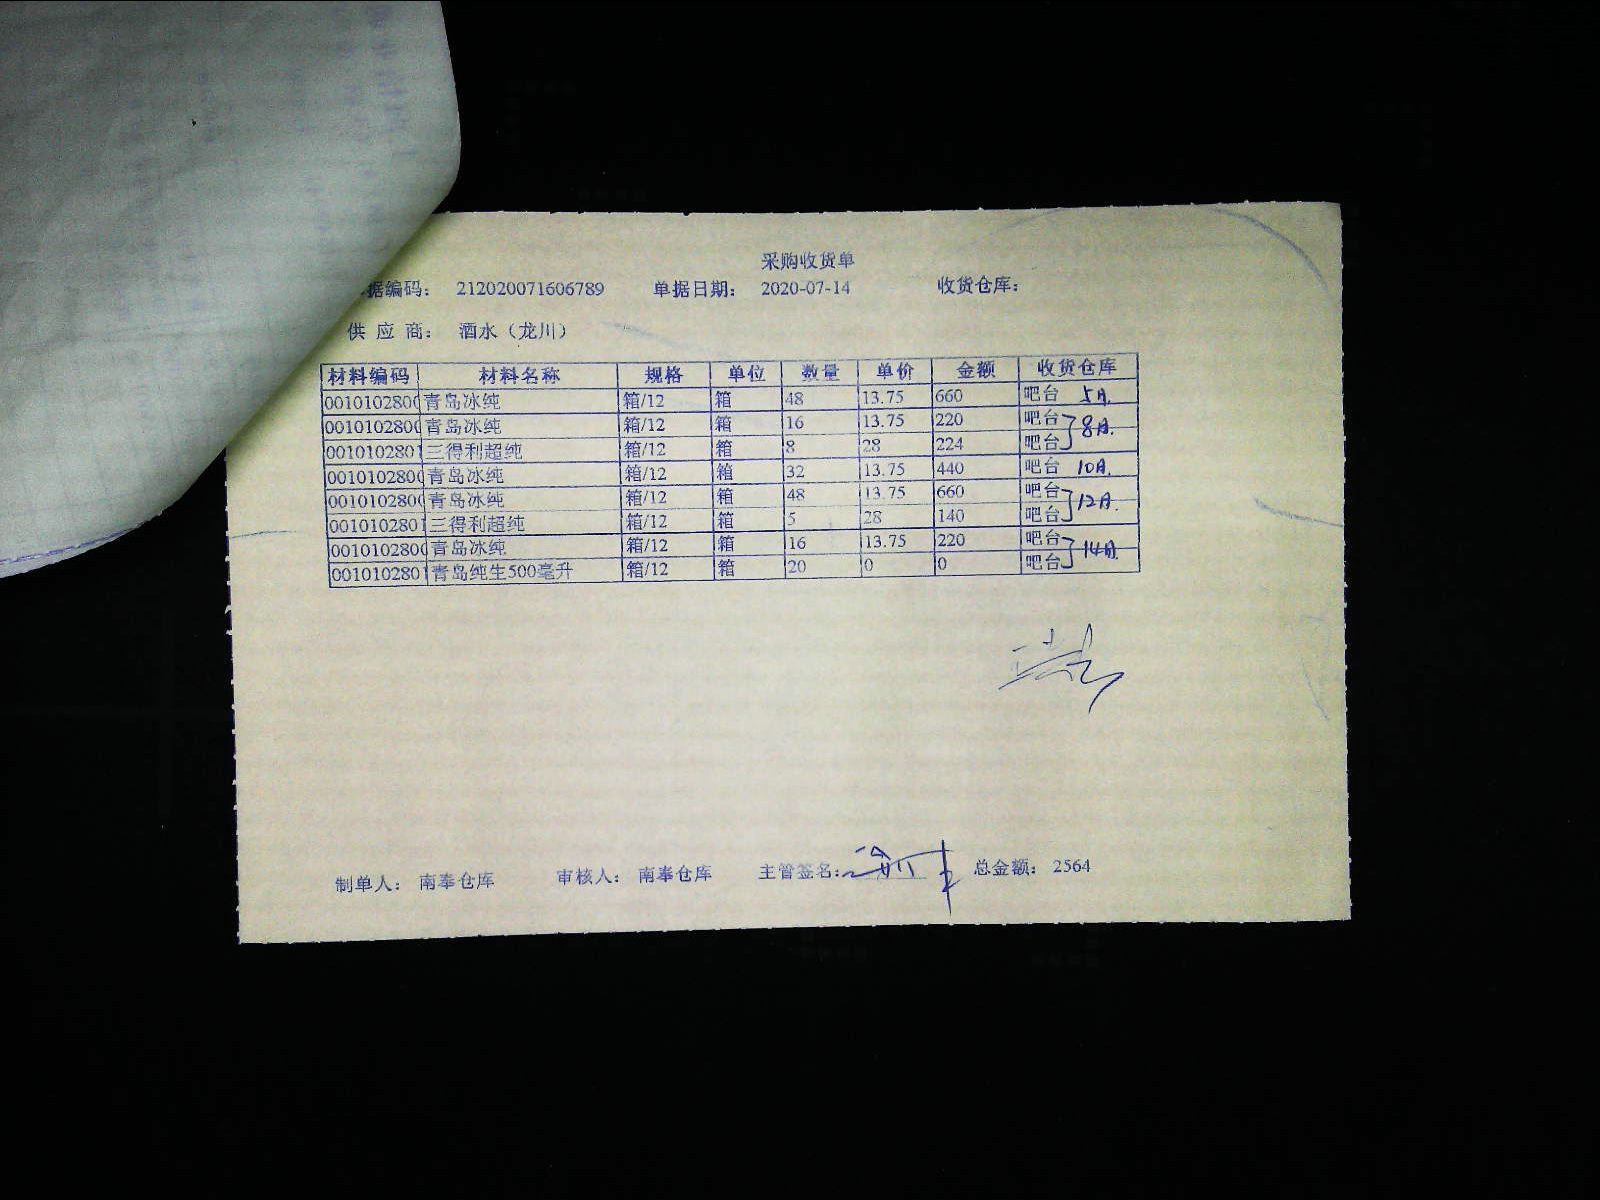 采购收货单
据编码： 212020071606789 单据日期： 2020-07-14 收货仓库：
供 应 商： 酒水（龙川）
材料编码 材料名称 规格 单位 数量 单价 金额 收货仓库
0010102800 青岛冰纯 箱/12 箱 48 13.75 660 吧台 5月.
0010102800 青岛冰纯 箱/12 箱 16 13.75 220 吧台 8月.
0010102801 三得利超纯 箱/12 箱 8 28 224 吧台
0010102800 青岛冰纯 箱/12 箱 32 13.75 440 吧台 10月.
0010102800 青岛冰纯 箱/12 箱 48 13.75 660 吧台 12月.
0010102801 三得利超纯 箱/12 箱 5 28 140 吧台
0010102800 青岛冰纯 箱/12 箱 16 13.75 220 吧台 14月.
0010102801 青岛纯生500毫升 箱/12 箱 20 0 0 吧台
制单人： 南奉仓库 审核人： 南奉仓库 主管签名： 总金额： 2564